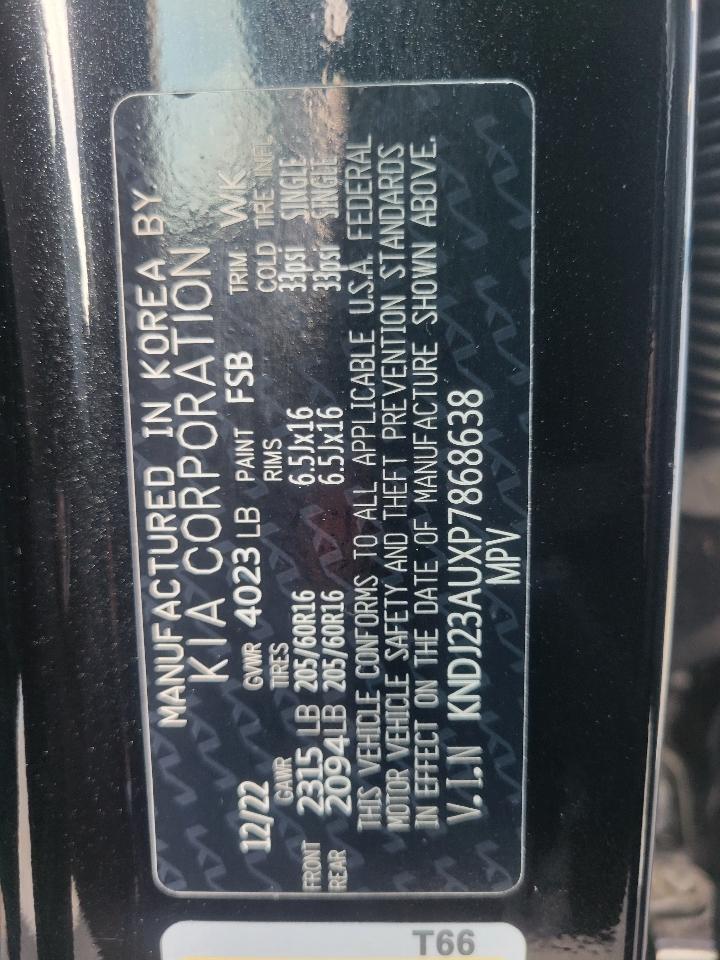 MANUFACTURED IN KOREA BY
KIA CORPORATION
12/22 GVWR 4023 LB PAINT FSB TRIM WK
GAWR TIRES RIMS COLD TIRE INFL
FRONT 2315 LB 205/60R16 6.5Jx16 33psi SINGLE
REAR 2094 LB 205/60R16 6.5Jx16 33psi SINGLE
THIS VEHICLE CONFORMS TO ALL APPLICABLE U.S.A. FEDERAL
MOTOR VEHICLE SAFETY AND THEFT PREVENTION STANDARDS
IN EFFECT ON THE DATE OF MANUFACTURE SHOWN ABOVE.
V.I.N KNDJ23AUXP7868638
MPV
T66